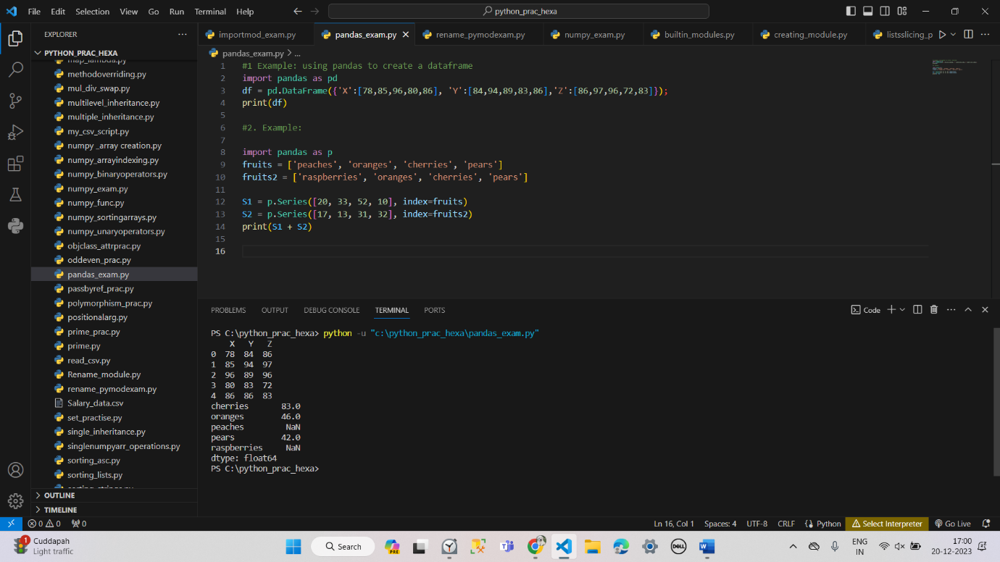 File Edit Selection View Go Run Terminal Help
python_prac_hexa
EXPLORER
PYTHON_PRAC_HEXA
map_lambda.py
methodoverriding.py
mul_div_swap.py
multilevel_inheritance.py
multiple_inheritance.py
my_csv_script.py
numpy _array creation.py
numpy_arrayindexing.py
numpy_binaryoperators.py
numpy_exam.py
numpy_func.py
numpy_sortingarrays.py
numpy_unaryoperators.py
objclass_attrprac.py
oddeven_prac.py
pandas_exam.py
passbyref_prac.py
polymorphism_prac.py
positionalarg.py
prime_prac.py
prime.py
read_csv.py
Rename_module.py
rename_pymodexam.py
Salary_data.csv
set_practise.py
single_inheritance.py
singlenumpyarr_operations.py
sorting_asc.py
sorting_lists.py
OUTLINE
TIMELINE
importmod_exam.py pandas_exam.py rename_pymodexam.py numpy_exam.py builtin_modules.py creating_module.py listsslicing_p
pandas_exam.py > ...
1 #1 Example: using pandas to create a dataframe
2 import pandas as pd
3 df = pd.DataFrame({'X':[78,85,96,80,86], 'Y':[84,94,89,83,86],'Z':[86,97,96,72,83]});
4 print(df)
5
6 #2. Example:
7
8 import pandas as p
9 fruits = ['peaches', 'oranges', 'cherries', 'pears']
10 fruits2 = ['raspberries', 'oranges', 'cherries', 'pears']
11
12 S1 = p.Series([20, 33, 52, 10], index=fruits)
13 S2 = p.Series([17, 13, 31, 32], index=fruits2)
14 print(S1 + S2)
15
16
PROBLEMS OUTPUT DEBUG CONSOLE TERMINAL PORTS
Code
PS C:\python_prac_hexa> python -u "c:\python_prac_hexa\pandas_exam.py"
X Y Z
0 78 84 86
1 85 94 97
2 96 89 96
3 80 83 72
4 86 86 83
cherries 83.0
oranges 46.0
peaches NaN
pears 42.0
raspberries NaN
dtype: float64
PS C:\python_prac_hexa>
0 0 0
Ln 16, Col 1 Spaces: 4 UTF-8 CRLF Python Select Interpreter Go Live
1
Cuddapah
Light traffic
Search
PRE
DELL
ENG
IN
17:00
20-12-2023